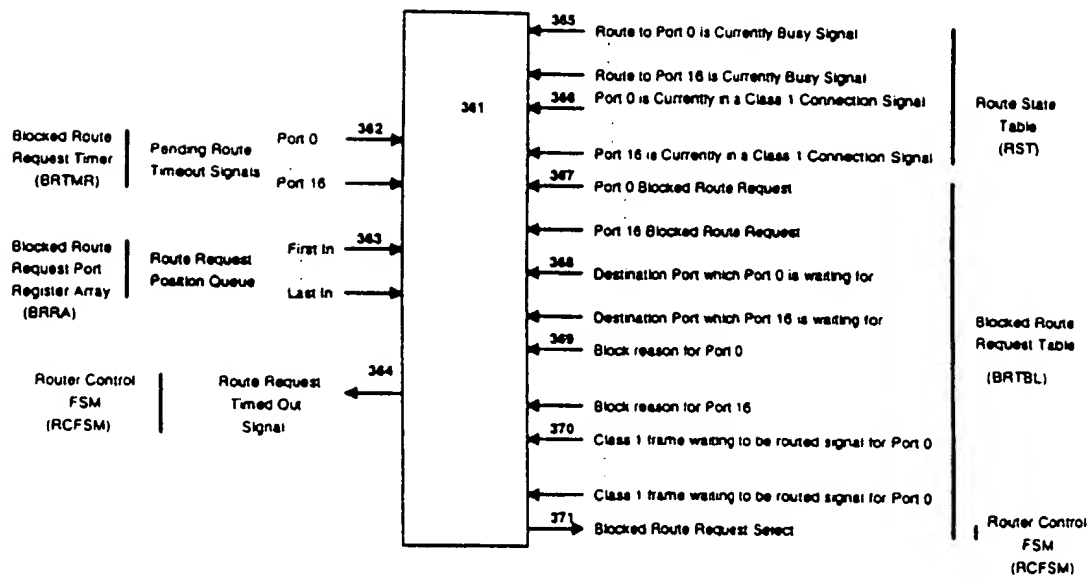 Blocked Route
Request Timer
(BRTMR)
Pending Route
Timeout Signals
Port 0
362
Port 16
Blocked Route
Request Port
Register Array
(BRRA)
Route Request
Position Queue
First In
363
Last In
Router Control
FSM
(RCFSM)
Route Request
Timed Out
Signal
364
361
365
Route to Port 0 is Currently Busy Signal
Route to Port 16 is Currently Busy Signal
366
Port 0 is Currently in a Class 1 Connection Signal
Port 16 is Currently in a Class 1 Connection Signal
367
Port 0 Blocked Route Request
Port 16 Blocked Route Request
368
Destination Port which Port 0 is waiting for
Destination Port which Port 16 is waiting for
369
Block reason for Port 0
Block reason for Port 16
370
Class 1 frame waiting to be routed signal for Port 0
Class 1 frame waiting to be routed signal for Port 0
371
Blocked Route Request Select
Route State
Table
(RST)
Blocked Route
Request Table
(BRTBL)
Router Control
FSM
(RCFSM)